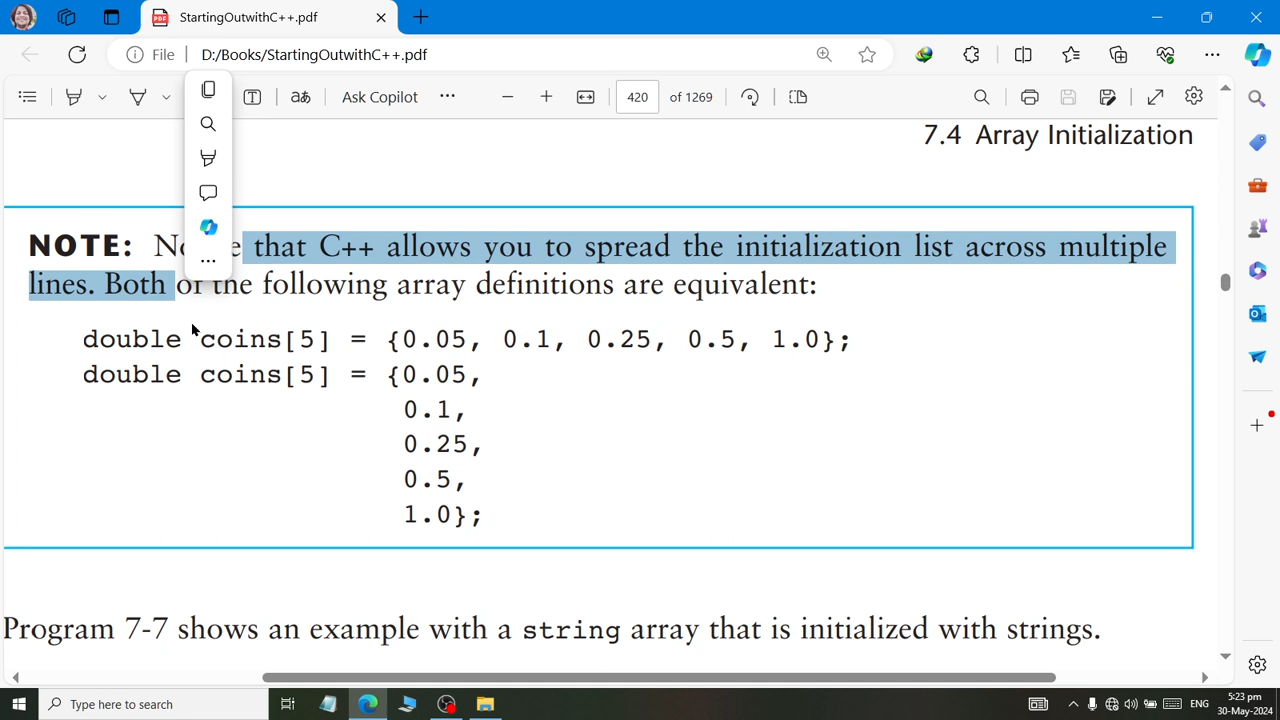 StartingOutwithC++.pdf
File | D:/Books/StartingOutwithC++.pdf
Ask Copilot
420 of 1269
7.4 Array Initialization
that C++ allows you to spread the initialization list across multiple
lines. Both of the following array definitions are equivalent:
NOTE:
double coins[5] = {0.05, 0.1, 0.25, 0.5, 1.0};
double coins[5] = {0.05,
0.1,
0.25,
0.5,
1.0};
Program 7-7 shows an example with a string array that is initialized with strings.
Type here to search
ENG
5:23 pm
30-May-2024